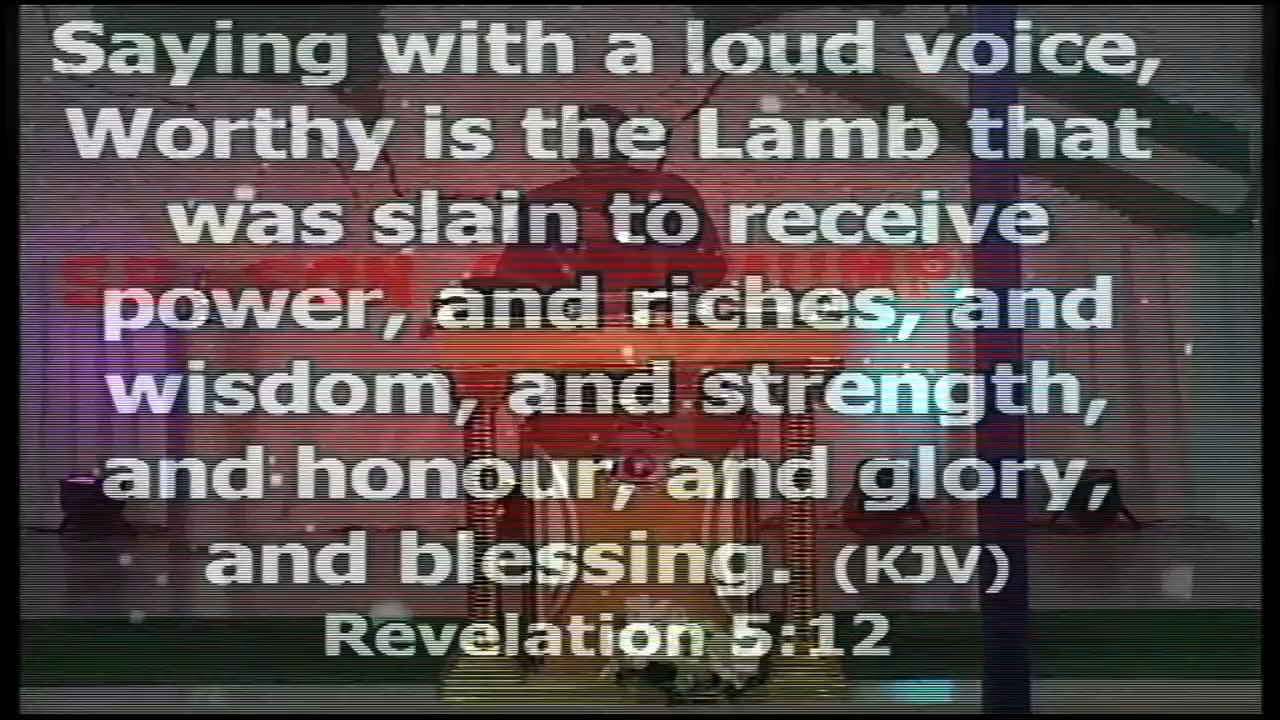 Saying with a loud voice,
Worthy is the Lamb that
was slain to receive
power, and riches, and
wisdom, and strength,
and honour, and glory,
and blessing. (KJV)
Revelation 5:12